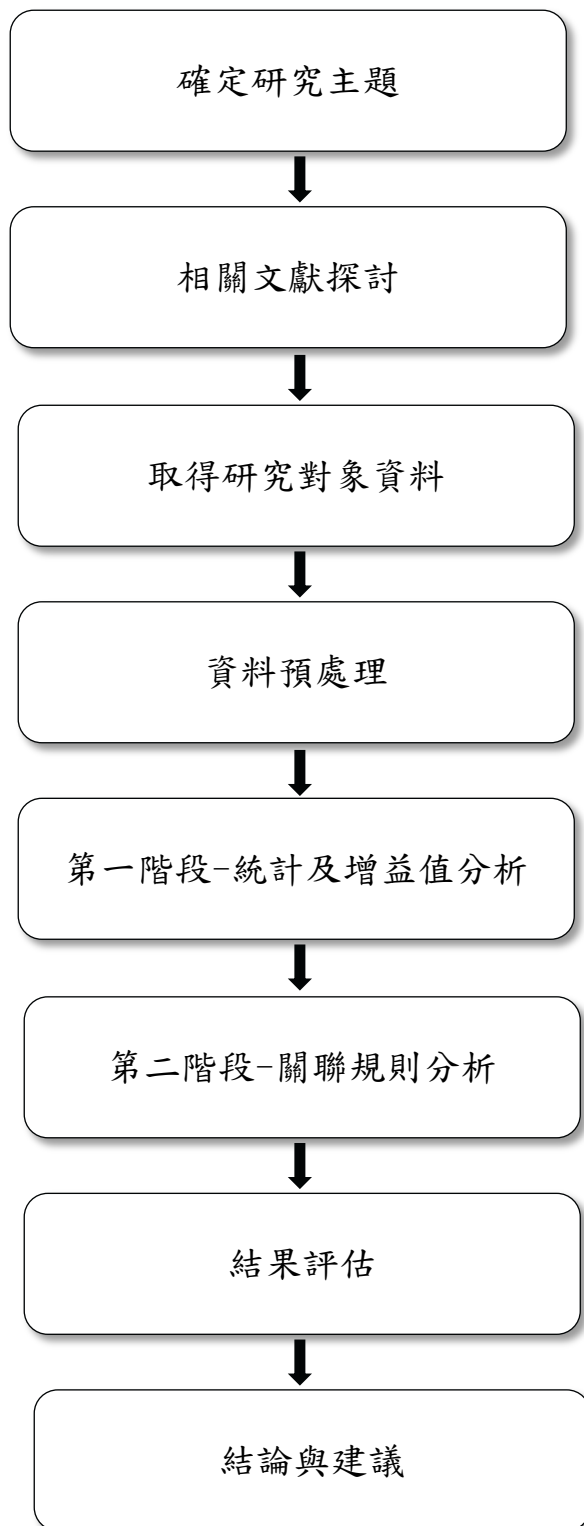 確定研究主題
相關文獻探討
取得研究對象資料
資料預處理
第一階段-統計及增益值分析
第二階段-關聯規則分析
結果評估
結論與建議